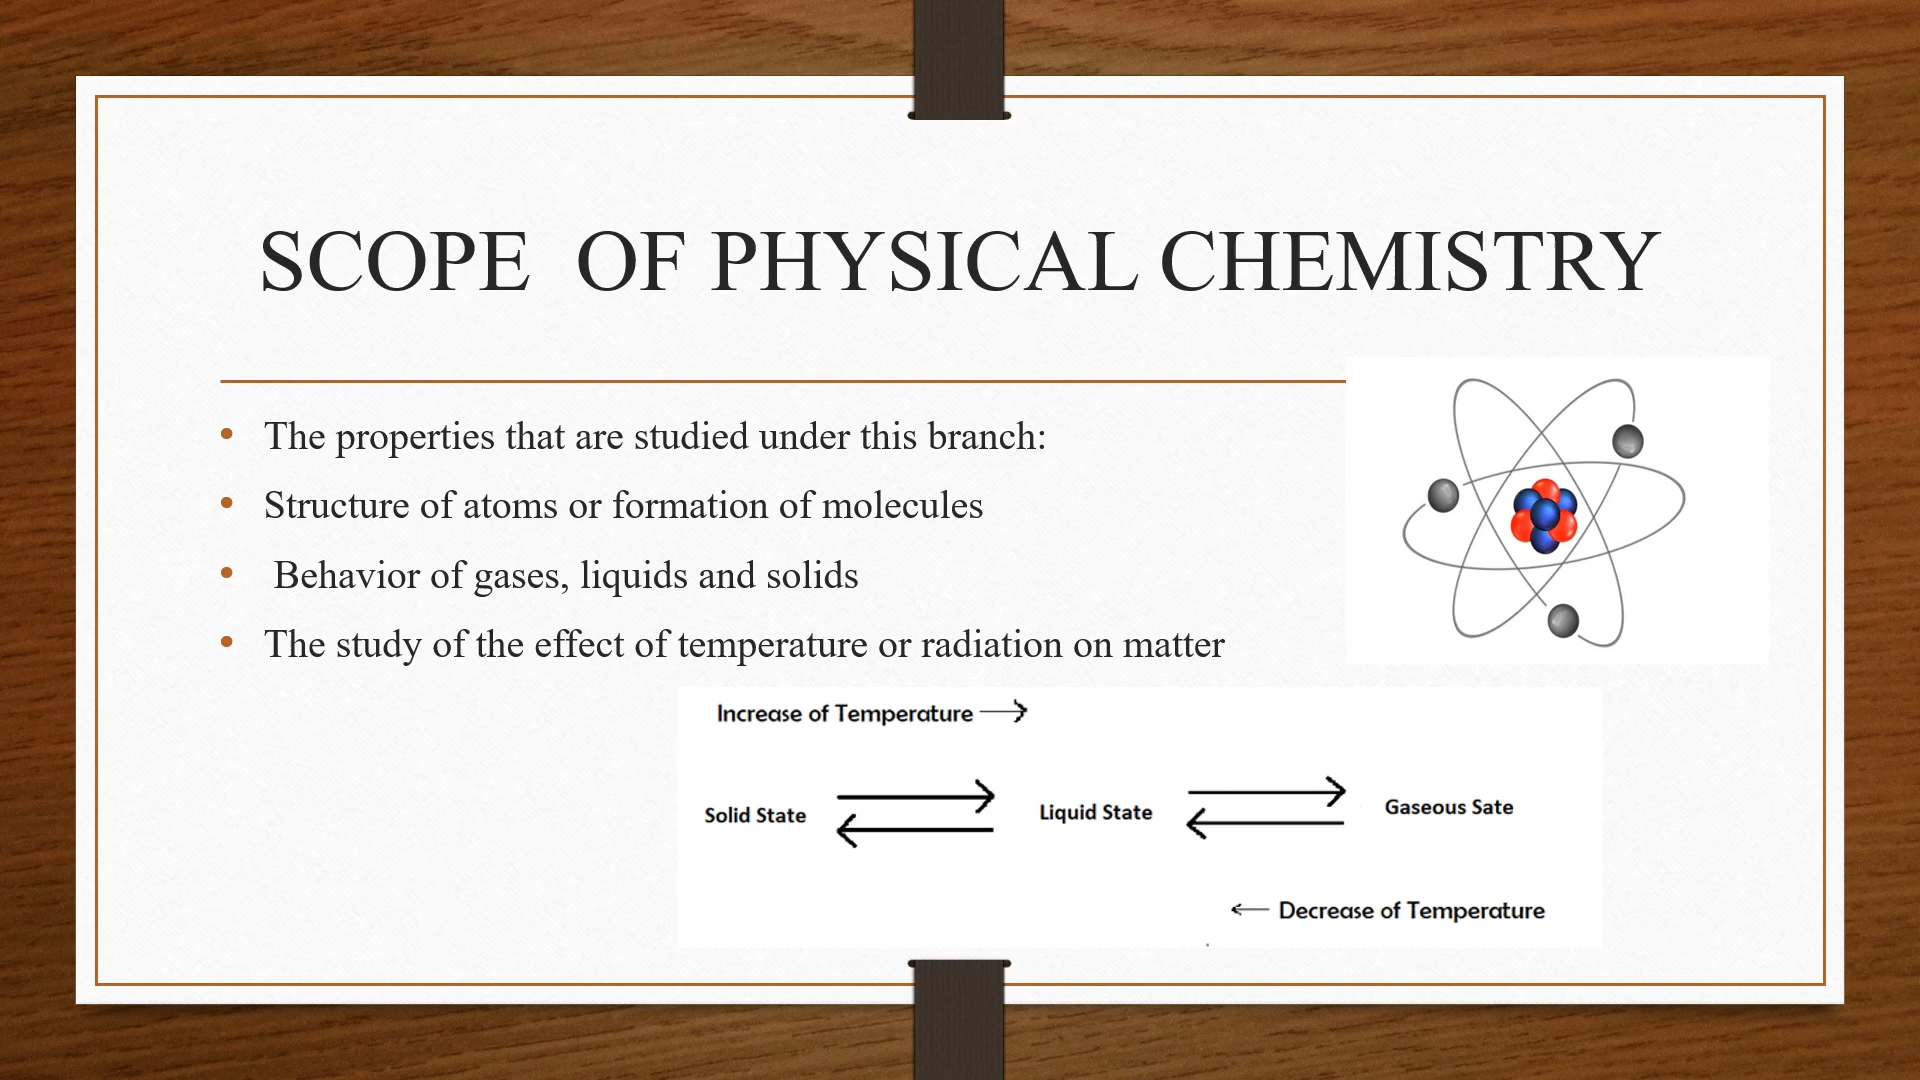 SCOPE  OF PHYSICAL CHEMISTRY
• The properties that are studied under this branch:
• Structure of atoms or formation of molecules
•  Behavior of gases, liquids and solids
• The study of the effect of temperature or radiation on matter
Increase of Temperature →
Solid State ⇄ Liquid State ⇄ Gaseous Sate
← Decrease of Temperature